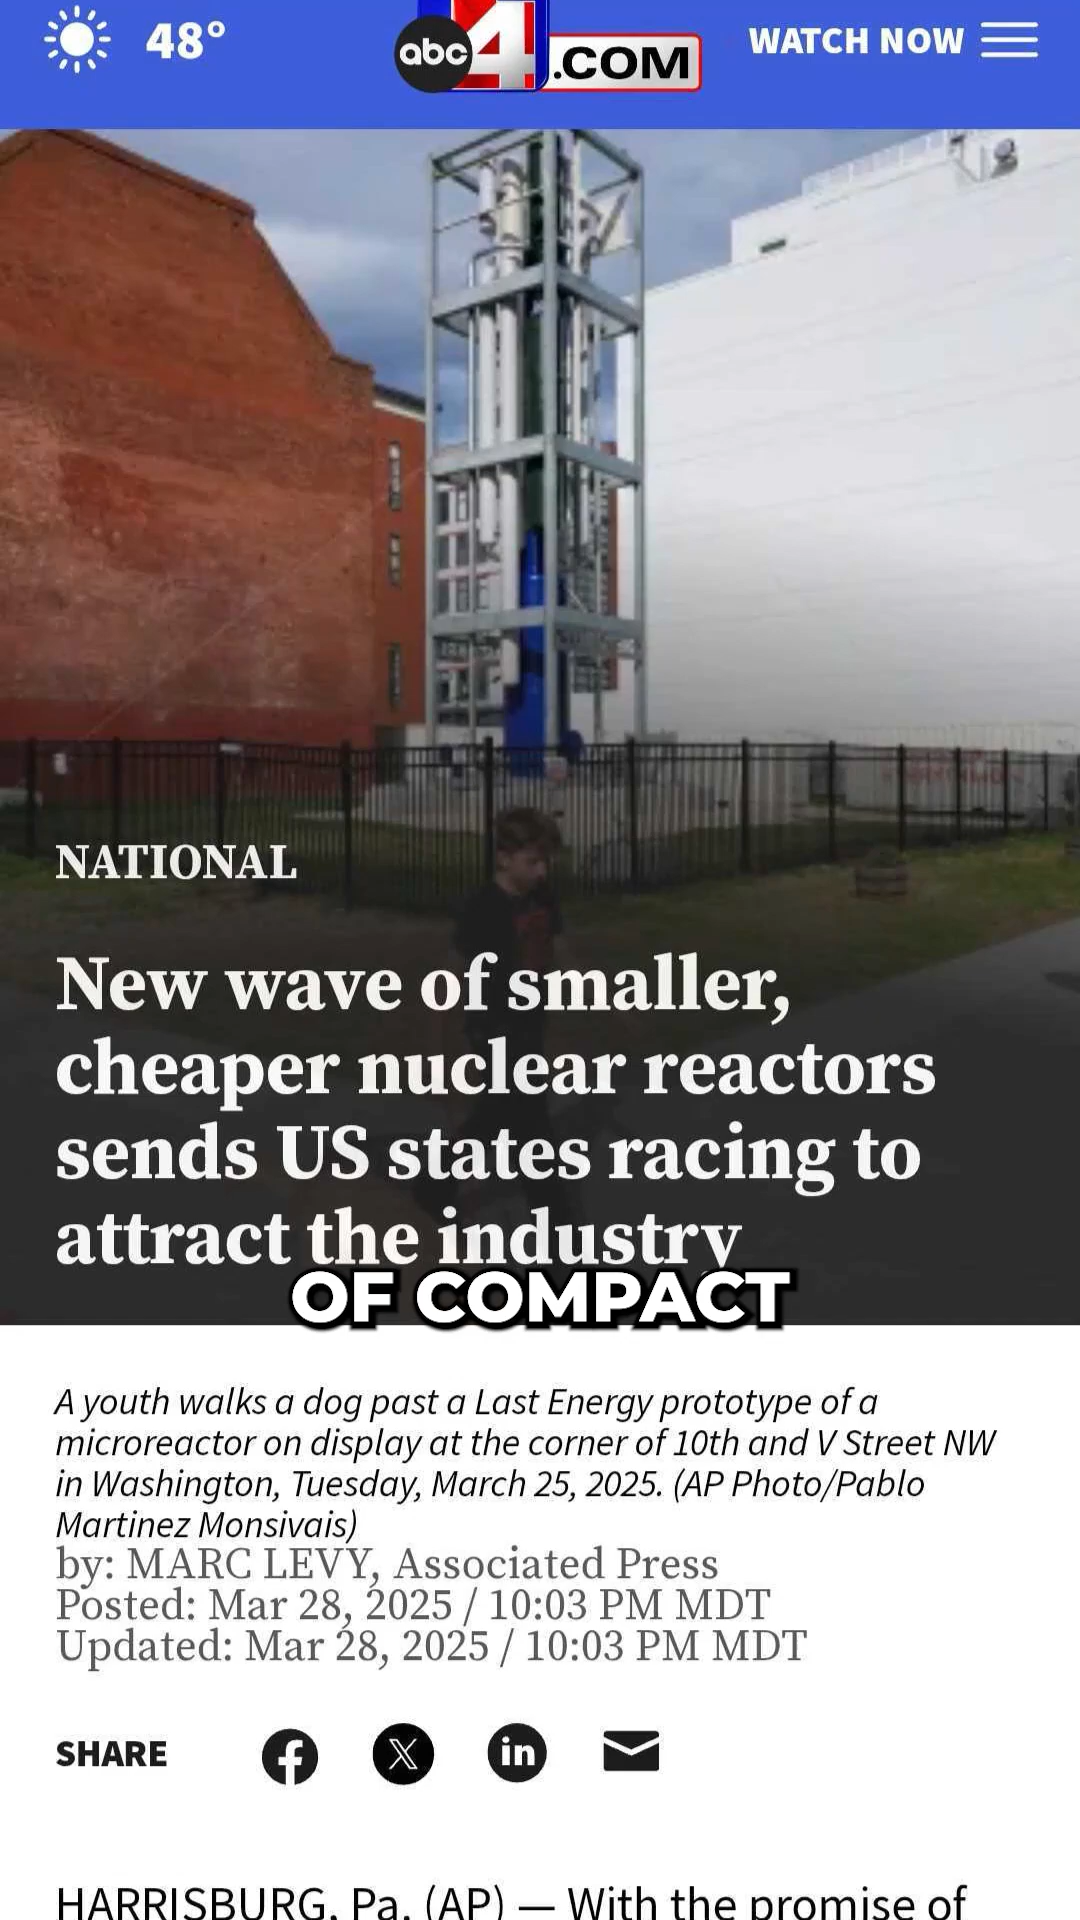 48°
abc 4 .COM
WATCH NOW
NATIONAL
New wave of smaller,
cheaper nuclear reactors
sends US states racing to
attract the industry
OF COMPACT
A youth walks a dog past a Last Energy prototype of a
microreactor on display at the corner of 10th and V Street NW
in Washington, Tuesday, March 25, 2025. (AP Photo/Pablo
Martinez Monsivais)
by: MARC LEVY, Associated Press
Posted: Mar 28, 2025 / 10:03 PM MDT
Updated: Mar 28, 2025 / 10:03 PM MDT
SHARE
HARRISBURG, Pa. (AP) — With the promise of